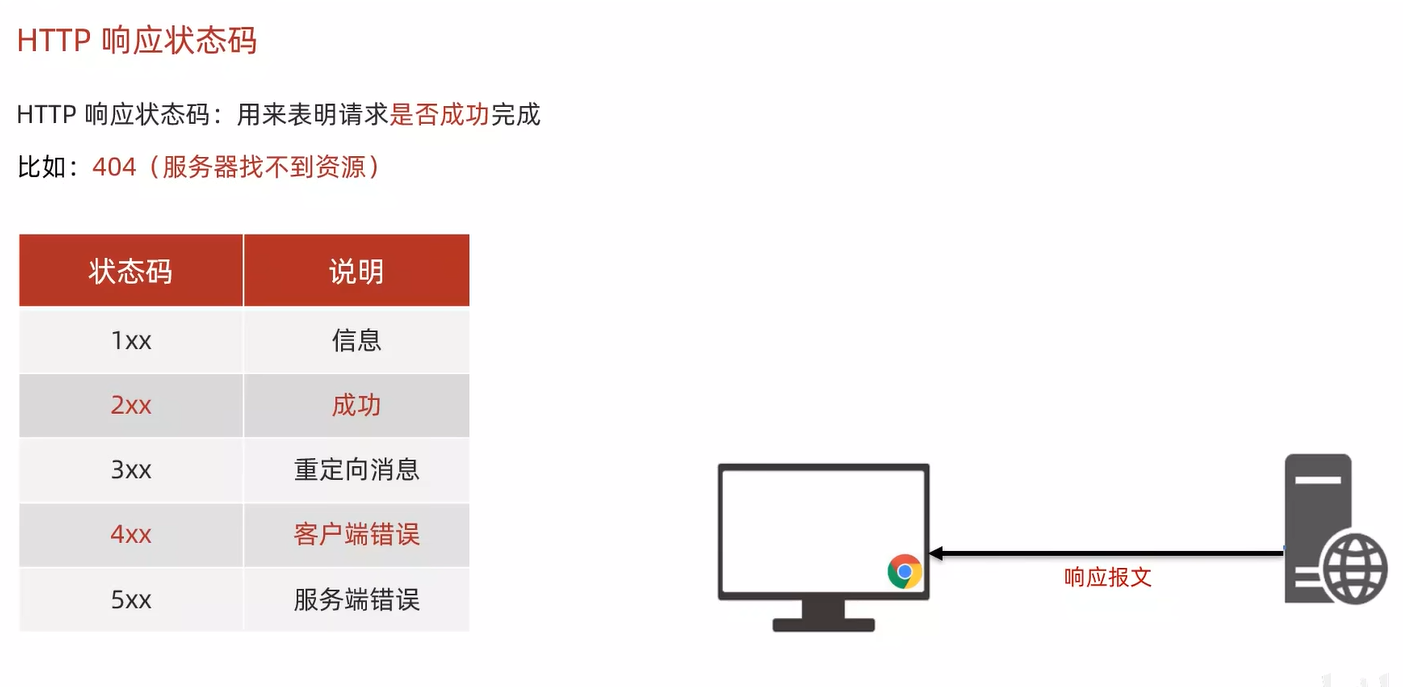 HTTP 响应状态码
HTTP 响应状态码：用来表明请求是否成功完成
比如：404（服务器找不到资源）
状态码 说明
1xx 信息
2xx 成功
3xx 重定向消息
4xx 客户端错误
5xx 服务端错误
响应报文